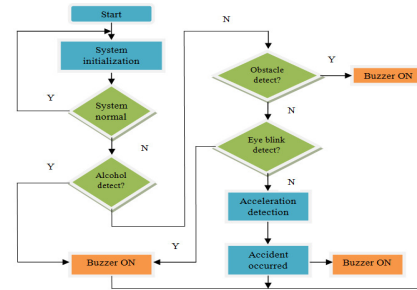 Start
System
initialization
Y
System
normal
N
Y
Alcohol
detect?
Buzzer ON
N
Obstacle
detect?
Y
Buzzer ON
N
Eye blink
detect?
Y
N
Acceleration
detection
Accident
occurred
Buzzer ON